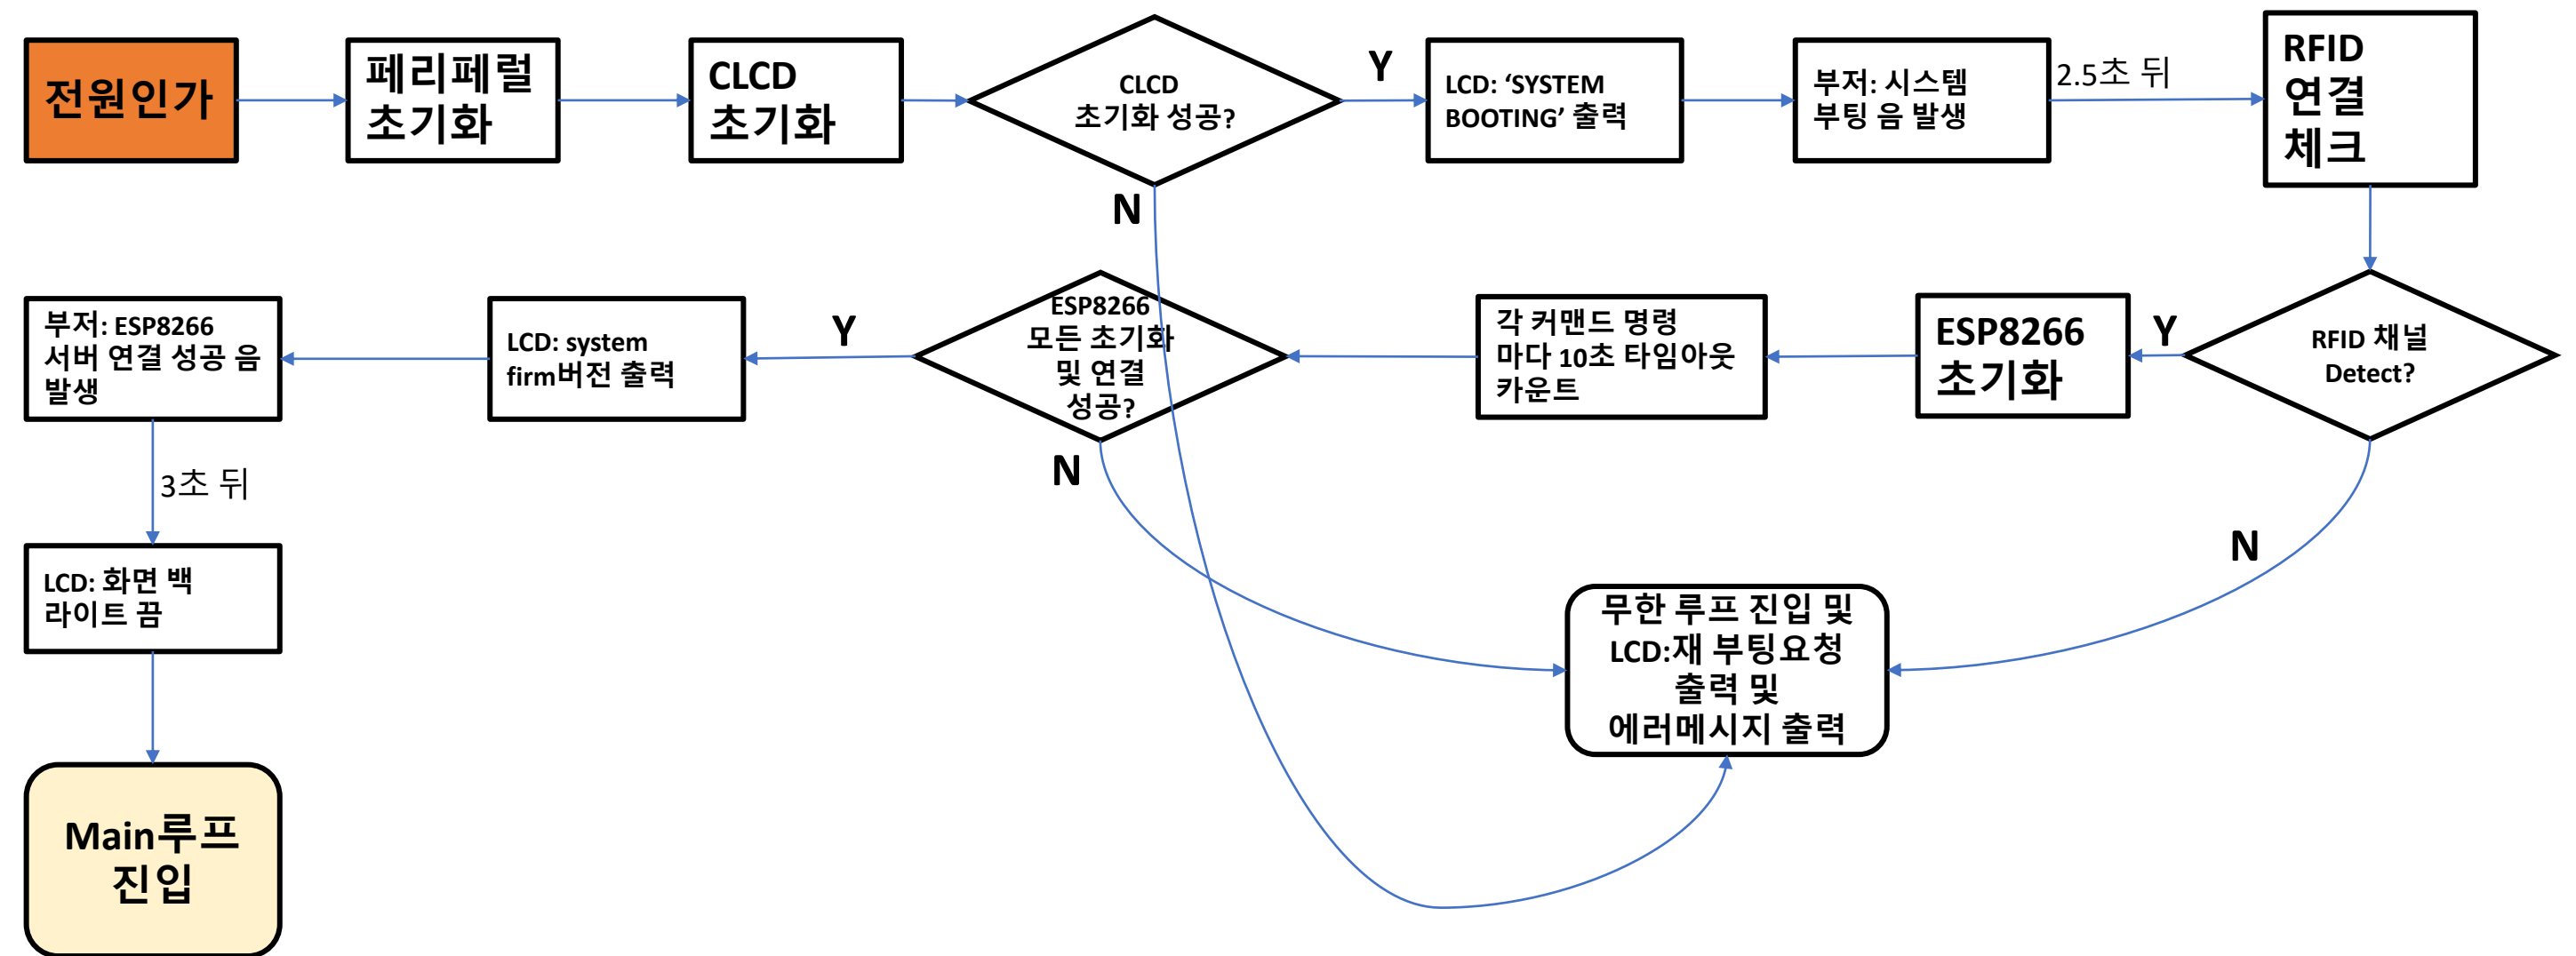 전원인가
페리페럴
초기화
CLCD
초기화
CLCD
초기화 성공?
Y
LCD: ‘SYSTEM
BOOTING’ 출력
부저: 시스템
부팅 음 발생
2.5초 뒤
RFID
연결
체크
N
부저: ESP8266
서버 연결 성공 음
발생
LCD: system
firm버전 출력
Y
ESP8266
모든 초기화
및 연결
성공?
각 커맨드 명령
마다 10초 타임아웃
카운트
ESP8266
초기화
Y
RFID 채널
Detect?
3초 뒤
N
N
LCD: 화면 백
라이트 끔
무한 루프 진입 및
LCD:재 부팅요청
출력 및
에러메시지 출력
Main루프
진입